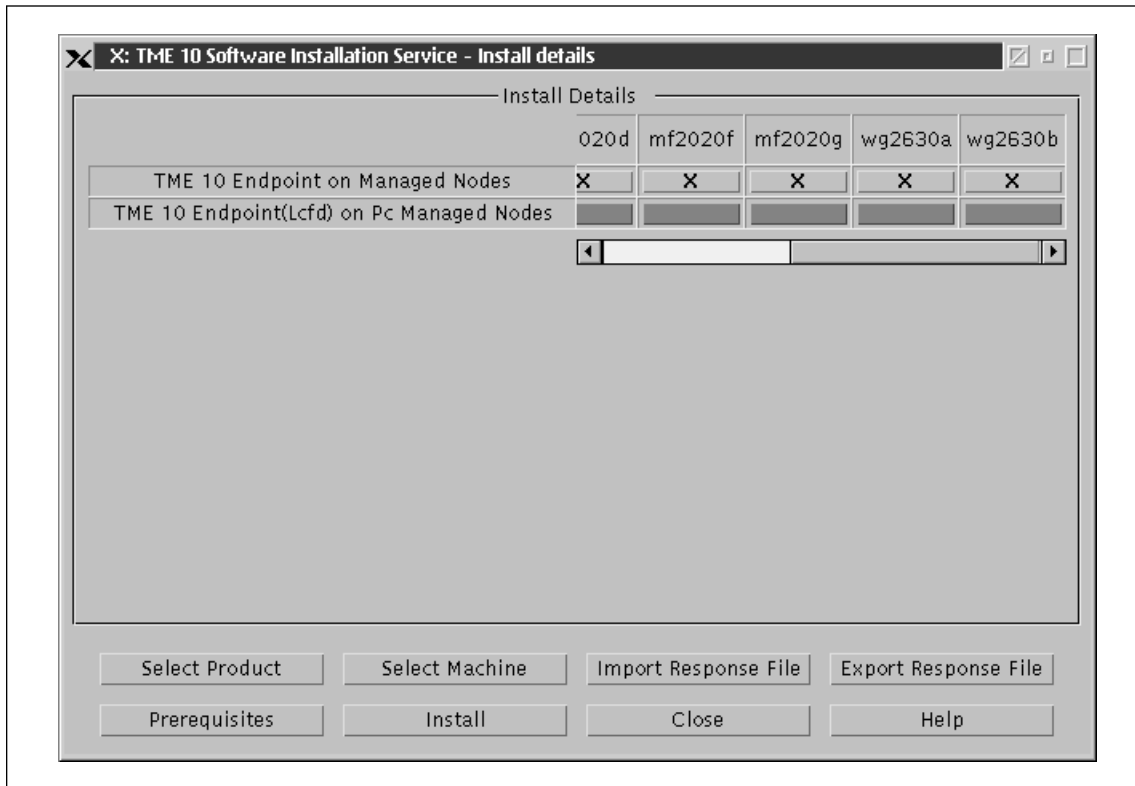 X: TME 10 Software Installation Service - Install details
Install Details
020d mf2020f mf2020g wg2630a wg2630b
TME 10 Endpoint on Managed Nodes X X X X X
TME 10 Endpoint(Lcfd) on Pc Managed Nodes
Select Product Select Machine Import Response File Export Response File
Prerequisites Install Close Help